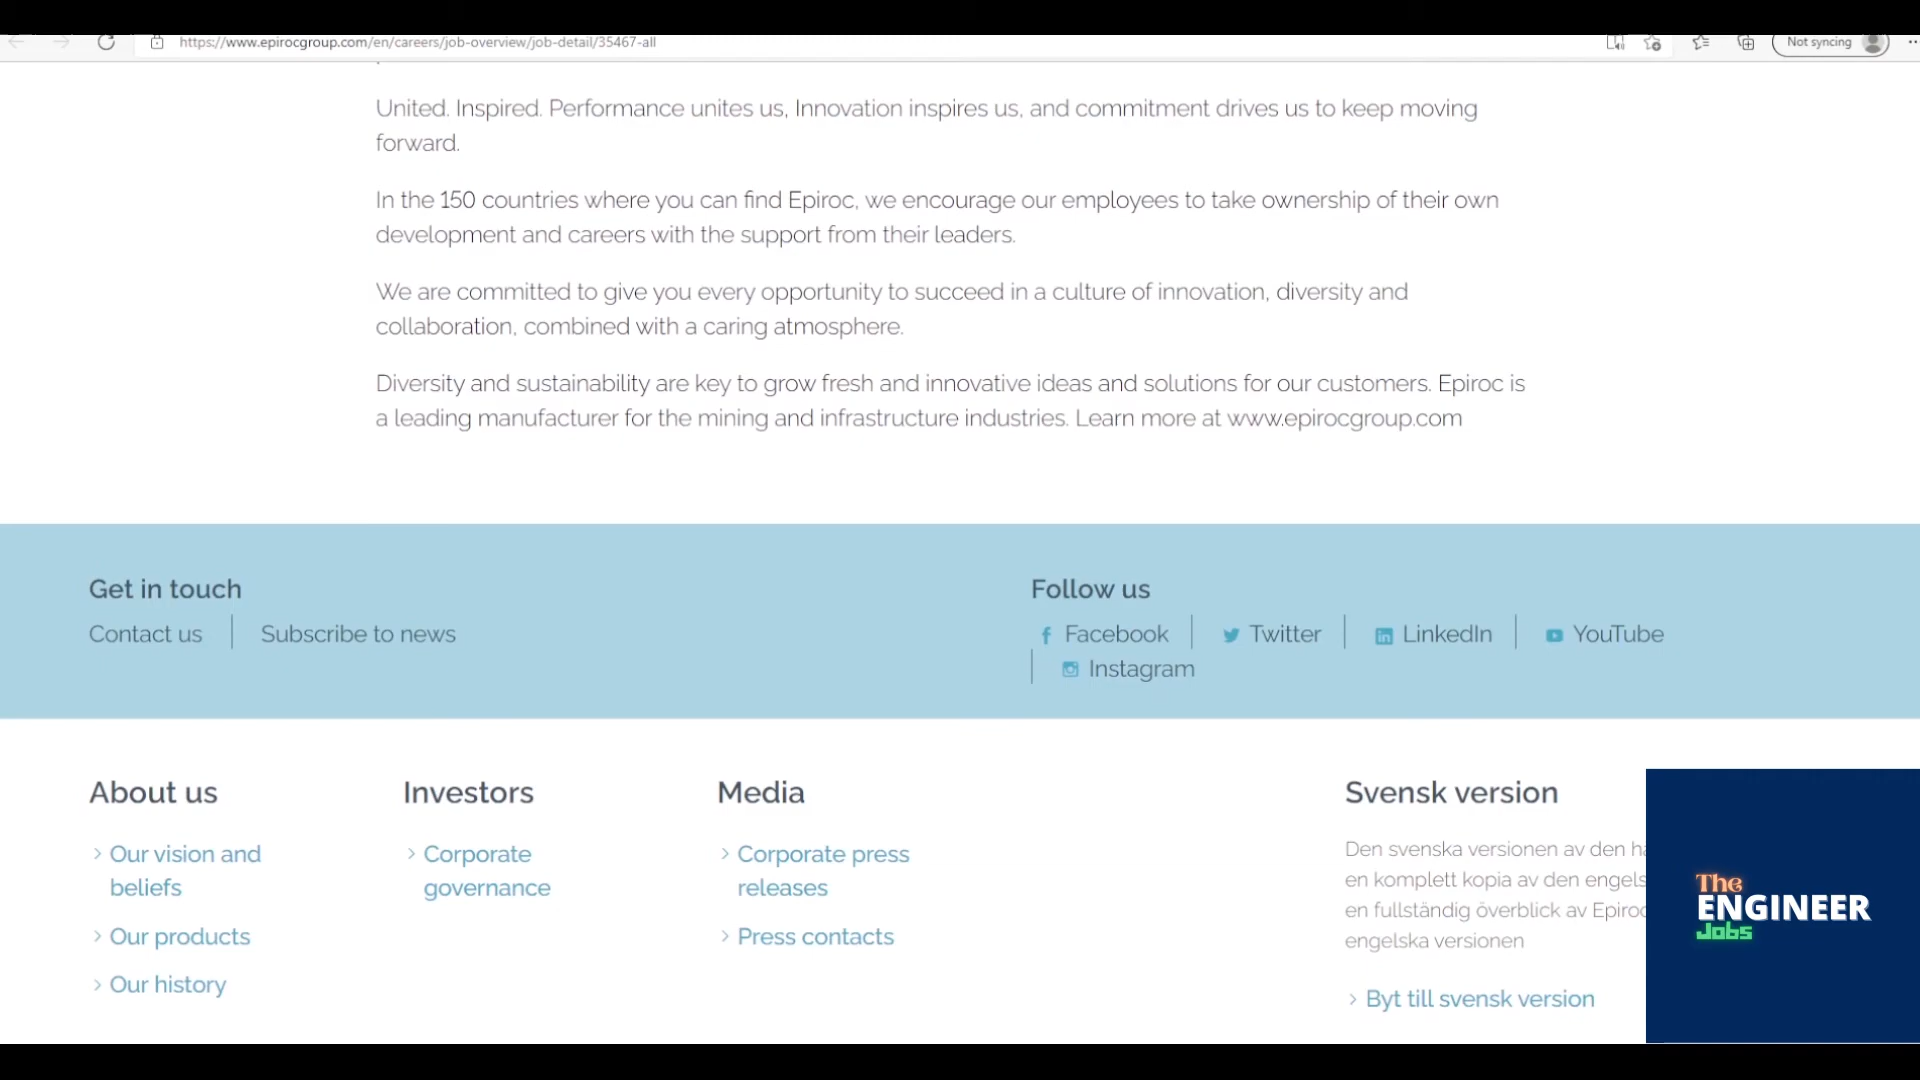 https://www.epirocgroup.com/en/careers/job-overview/job-detail/35467-all
Not syncing
United. Inspired. Performance unites us, Innovation inspires us, and commitment drives us to keep moving
forward.
In the 150 countries where you can find Epiroc, we encourage our employees to take ownership of their own
development and careers with the support from their leaders.
We are committed to give you every opportunity to succeed in a culture of innovation, diversity and
collaboration, combined with a caring atmosphere.
Diversity and sustainability are key to grow fresh and innovative ideas and solutions for our customers. Epiroc is
a leading manufacturer for the mining and infrastructure industries. Learn more at www.epirocgroup.com
Get in touch
Contact us
Subscribe to news
Follow us
Facebook
Twitter
LinkedIn
YouTube
Instagram
About us
Our vision and
beliefs
Our products
Our history
Investors
Corporate
governance
Media
Corporate press
releases
Press contacts
Svensk version
Den svenska versionen av den
en komplett kopia av den engels
en fullständig överblick av Epiroc
engelska versionen
Byt till svensk version
The
ENGINEER
Jobs